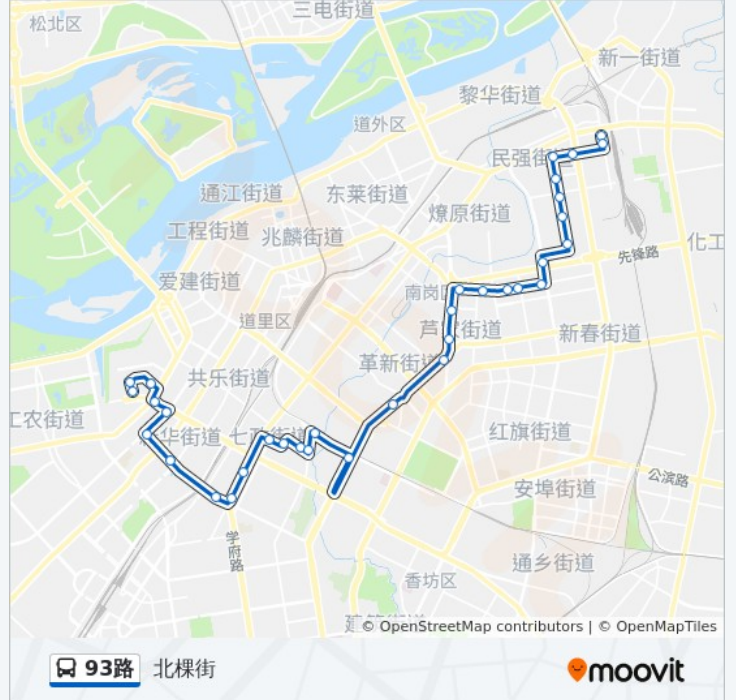 三电街道
松北区
新一街道
黎华街道
道外区
民强街
通江街道
东莱街道
燎原街道
工程街道
兆麟街道
化工
先锋路
爱建街道
南岗区
道里区
芦家街道
新春街道
革新街道
共乐街道
工农街道
华街道
七政街道
红旗街道
公滨路
安埠街道
学府路
通乡街道
香坊区
© OpenStreetMap contributors | © OpenMapTiles
93路 北棵街
moovit